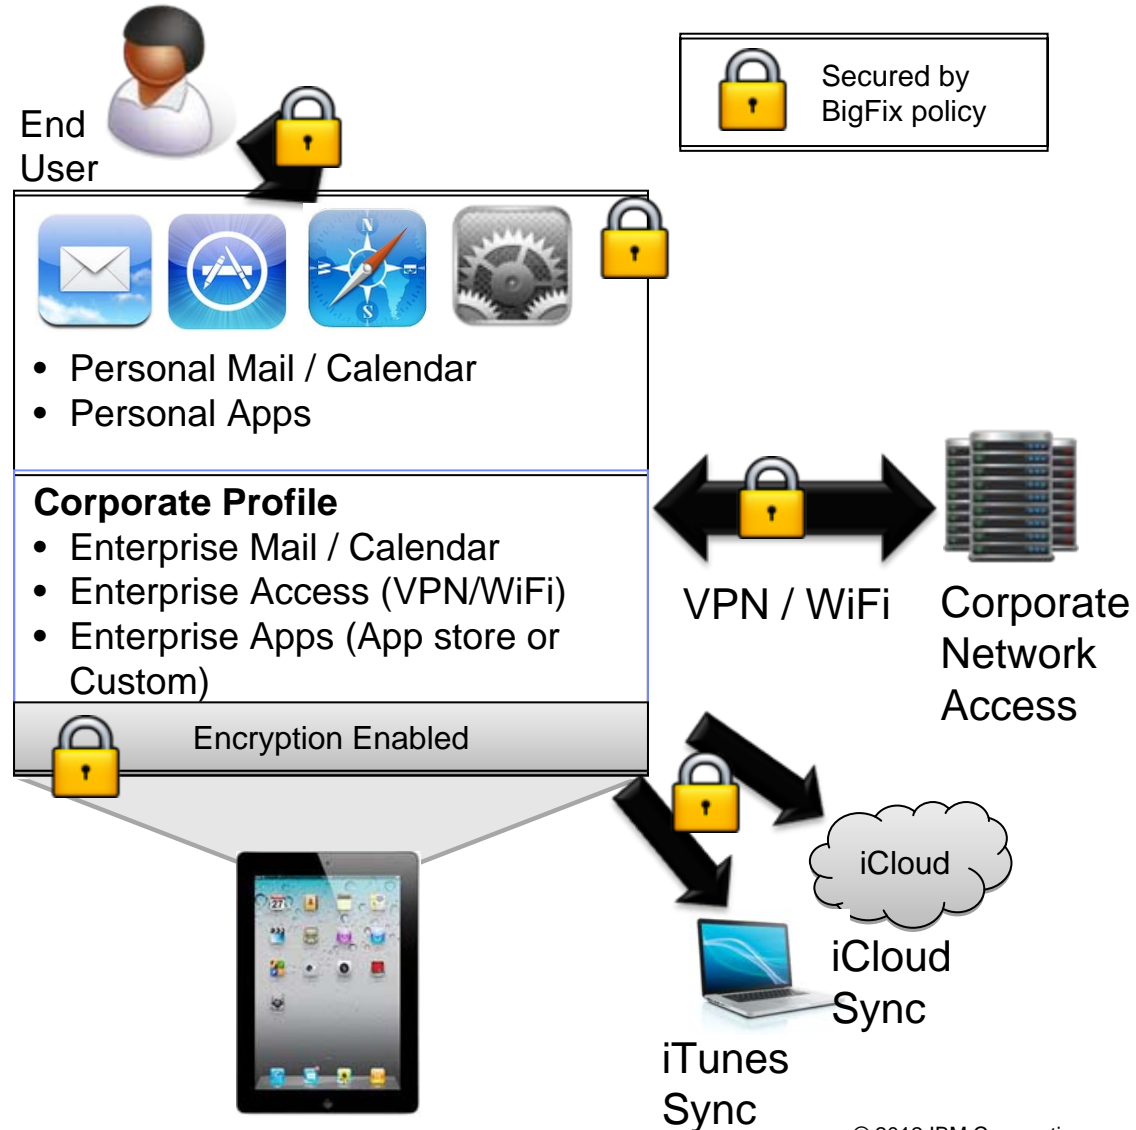 End
User
Secured by
BigFix policy
• Personal Mail / Calendar
• Personal Apps
Corporate Profile
• Enterprise Mail / Calendar
• Enterprise Access (VPN/WiFi)
• Enterprise Apps (App store or
Custom)
Encryption Enabled
VPN / WiFi
Corporate
Network
Access
iCloud
iCloud
Sync
iTunes
Sync